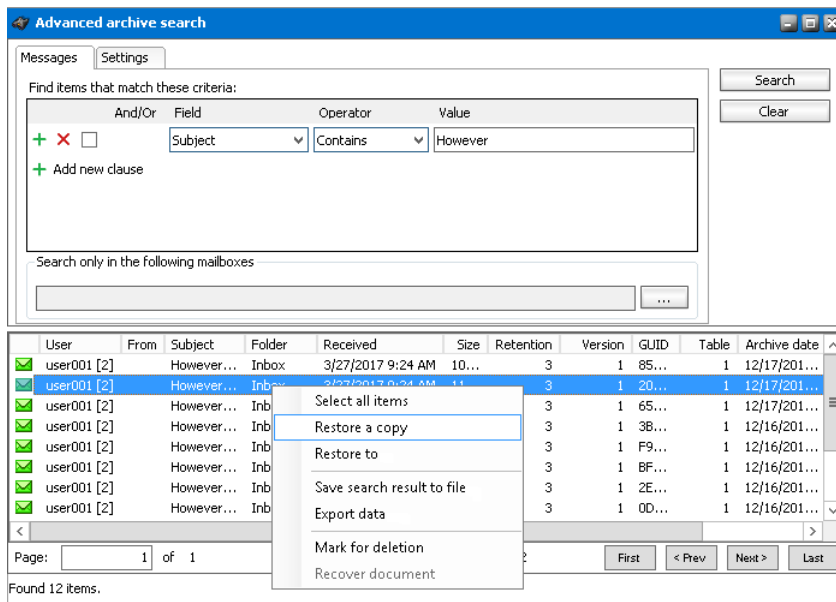 Advanced archive search
Messages Settings
Find items that match these criteria:
Search
Clear
And/Or Field Operator Value
Subject Contains However
Add new clause
Search only in the following mailboxes
...
User From Subject Folder Received Size Retention Version GUID Table Archive date
user001 [2] However... Inbox 3/27/2017 9:24 AM 10... 3 1 85... 1 12/17/201...
user001 [2] However... Inbox 3/27/2017 9:24 AM 11... 3 1 20... 1 12/17/201...
user001 [2] However... Inb 3 1 65... 1 12/17/201...
user001 [2] However... Inb 3 1 3B... 1 12/16/201...
user001 [2] However... Inb 3 1 F9... 1 12/16/201...
user001 [2] However... Inb 3 1 BF... 1 12/16/201...
user001 [2] However... Inb 3 1 2E... 1 12/16/201...
user001 [2] However... Inb 3 1 0D... 1 12/16/201...
Select all items
Restore a copy
Restore to
Save search result to file
Export data
Mark for deletion
Recover document
Page: 1 of 1 2 First < Prev Next > Last
Found 12 items.